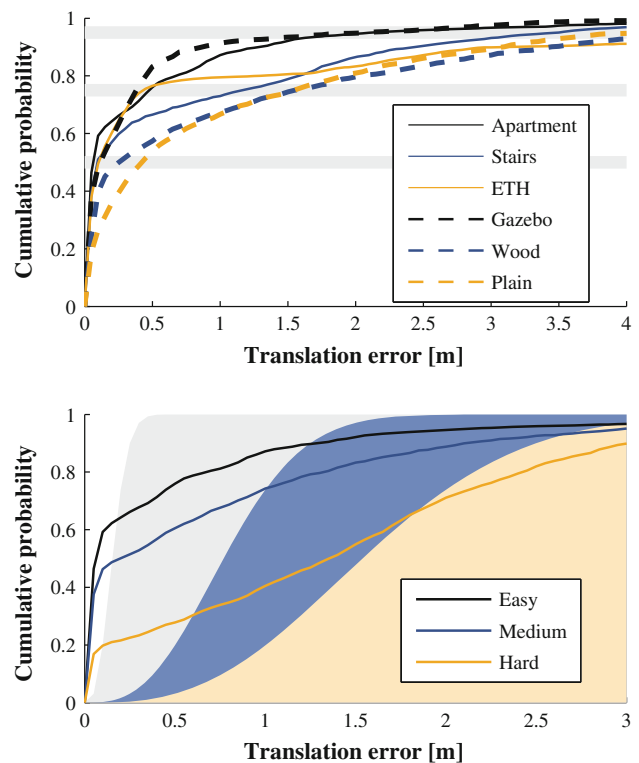 1
0.8
0.6
0.4
0.2
0
Cumulative probability
Apartment
Stairs
ETH
Gazebo
Wood
Plain
0 0.5 1 1.5 2 2.5 3 3.5 4
Translation error [m]
1
0.8
0.6
0.4
0.2
0
Cumulative probability
Easy
Medium
Hard
0 0.5 1 1.5 2 2.5 3
Translation error [m]